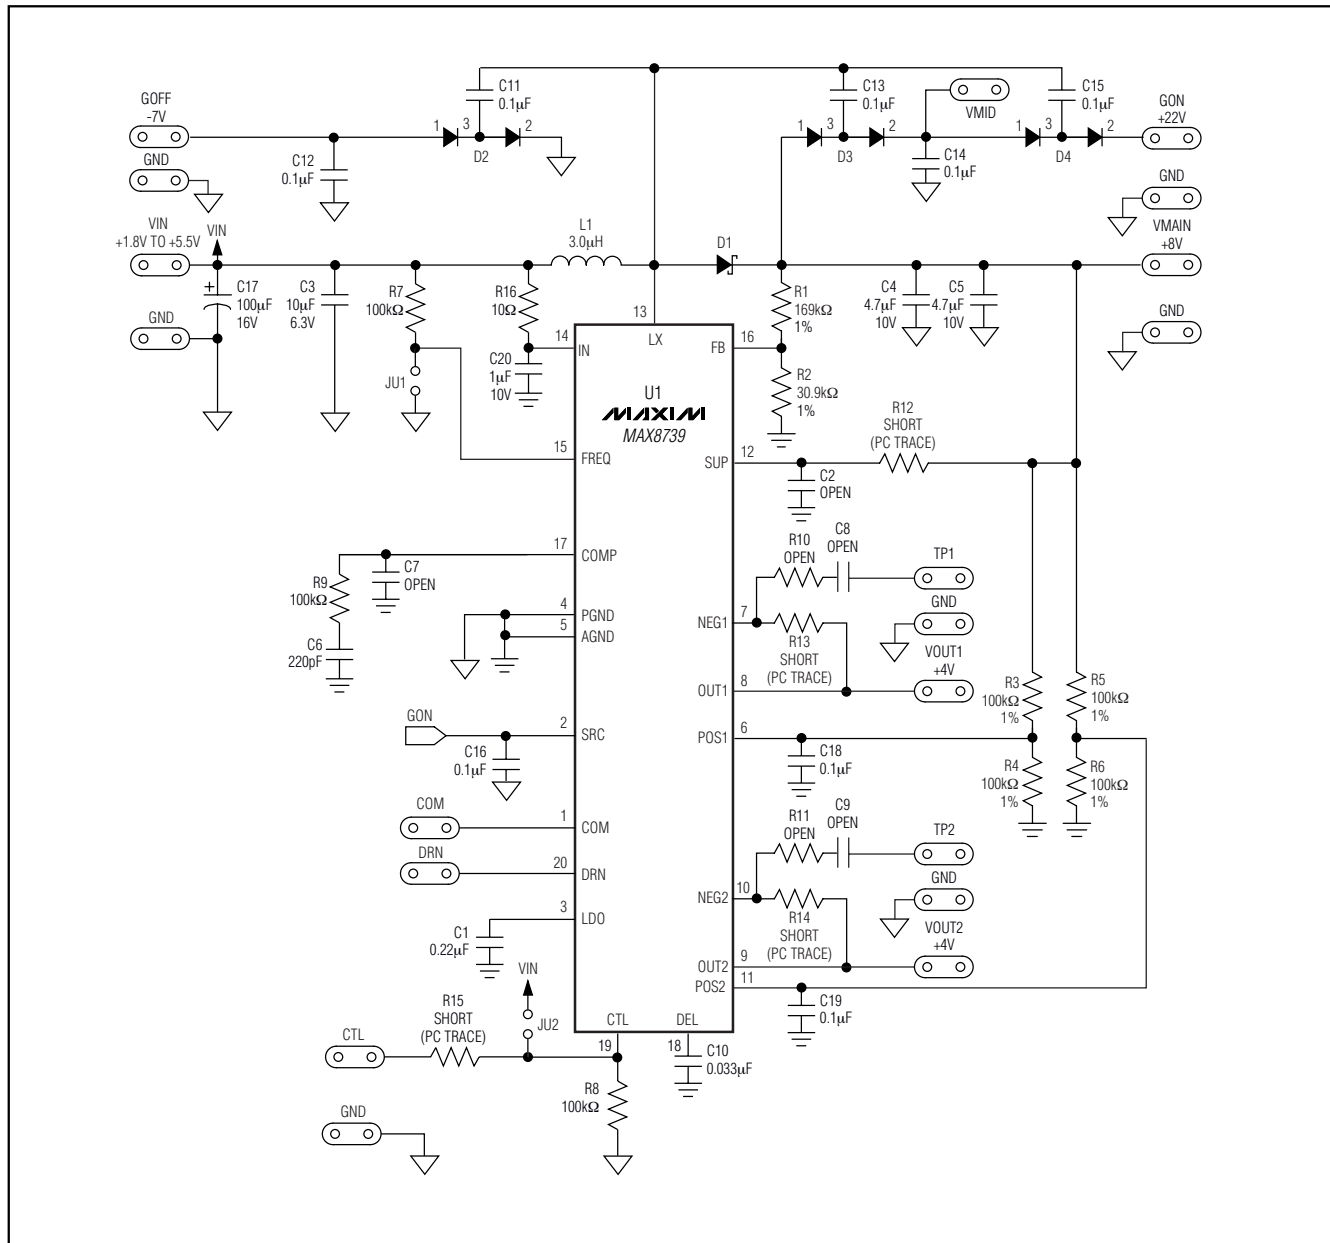 C11
0.1µF
C13
0.1µF
C15
0.1µF
VMID
GOFF
-7V
GON
+22V
1
3
2
D2
1
3
2
D3
1
3
2
D4
GND
C12
0.1µF
C14
0.1µF
GND
VIN
+1.8V TO +5.5V
VIN
L1
3.0µH
D1
VMAIN
+8V
+
C17
100µF
16V
C3
10µF
6.3V
R7
100kΩ
R16
10Ω
R1
169kΩ
1%
C4
4.7µF
10V
C5
4.7µF
10V
GND
GND
13
LX
14
IN
16
FB
JU1
C20
1µF
10V
R2
30.9kΩ
1%
U1
MAXIM
MAX8739
R12
SHORT
(PC TRACE)
15
FREQ
12
SUP
C2
OPEN
17
COMP
C7
OPEN
R9
100kΩ
C6
220pF
4
PGND
5
AGND
R10
OPEN
C8
OPEN
TP1
GND
7
NEG1
R13
SHORT
(PC TRACE)
VOUT1
+4V
8
OUT1
R3
100kΩ
1%
R5
100kΩ
1%
GON
2
SRC
C16
0.1µF
6
POS1
C18
0.1µF
R4
100kΩ
1%
R6
100kΩ
1%
COM
1
COM
DRN
20
DRN
R11
OPEN
C9
OPEN
TP2
GND
10
NEG2
R14
SHORT
(PC TRACE)
VOUT2
+4V
3
LDO
C1
0.22µF
9
OUT2
11
POS2
C19
0.1µF
VIN
JU2
R15
SHORT
(PC TRACE)
CTL
CTL
19
DEL
18
C10
0.033µF
R8
100kΩ
GND